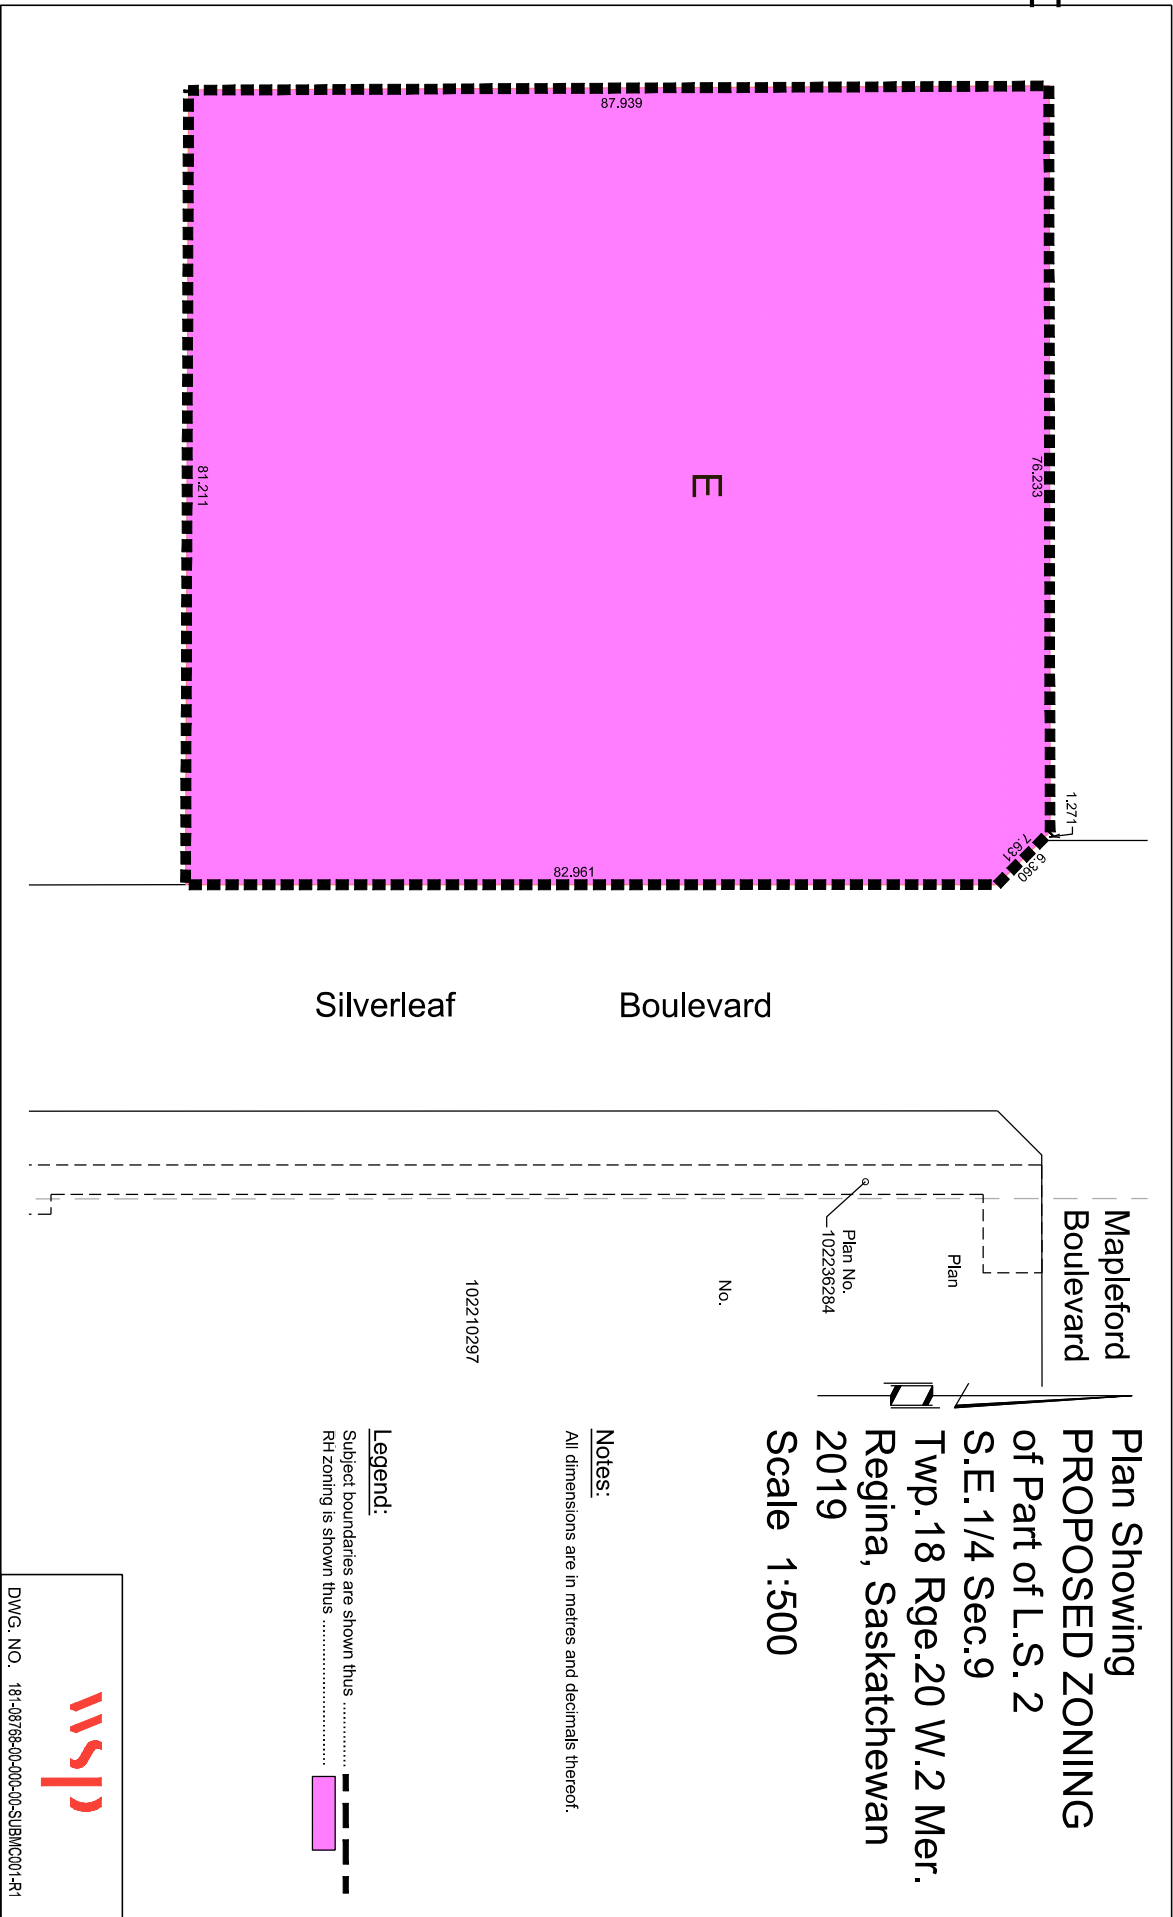 Plan Showing
PROPOSED ZONING
of Part of L.S. 2
S.E.1/4 Sec.9
Twp.18 Rge.20 W.2 Mer.
Regina, Saskatchewan
2019
Scale 1:500
Notes:
All dimensions are in metres and decimals thereof.
Legend:
Subject boundaries are shown thus ............
RH zoning is shown thus ............................
Mapleford
Boulevard
Plan
Plan No.
102236284
No.
102210297
Silverleaf Boulevard
E
87.939
76.233
1.271
7.631
6.360
82.961
81.211
wsp
DWG. NO. 181-08768-00-000-00-SUBMC001-R1